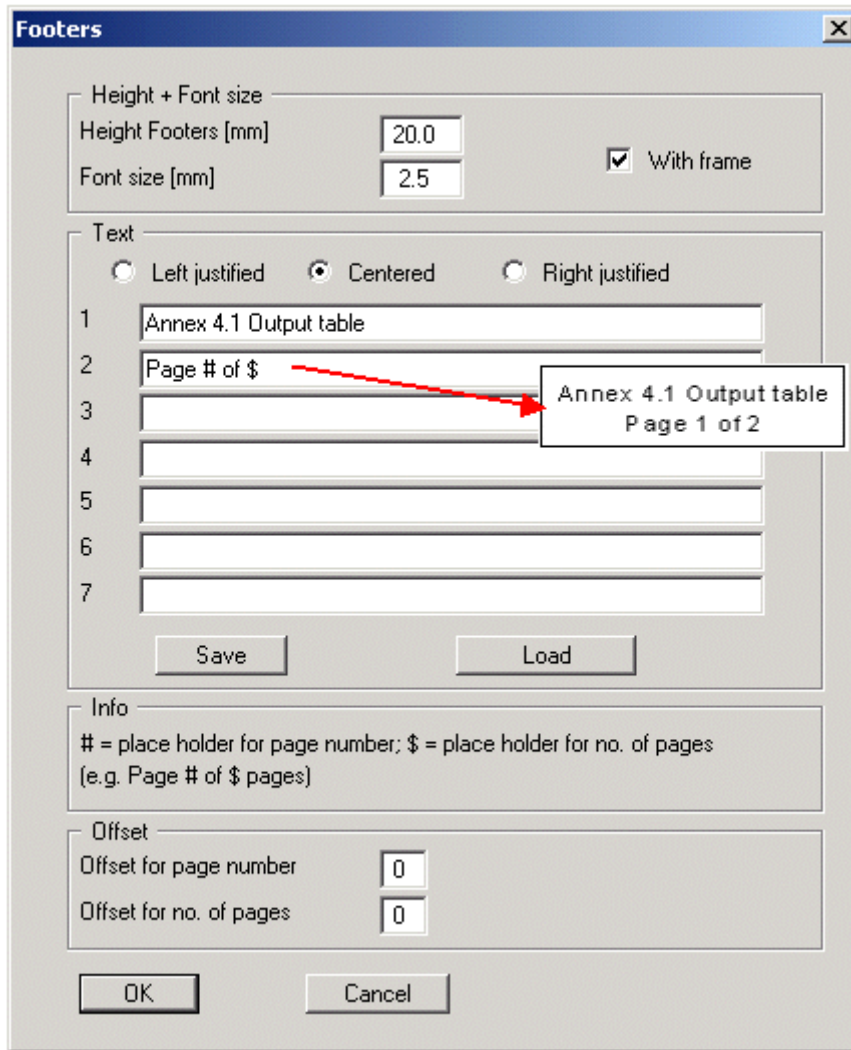 Footers
Height + Font size
Height Footers [mm]
20.0
With frame
Font size [mm]
2.5
Text
Left justified
Centered
Right justified
1
Annex 4.1 Output table
2
Page # of $
Annex 4.1 Output table
Page 1 of 2
3
4
5
6
7
Save
Load
Info
# = place holder for page number; $ = place holder for no. of pages
(e.g. Page # of $ pages)
Offset
Offset for page number
0
Offset for no. of pages
0
OK
Cancel